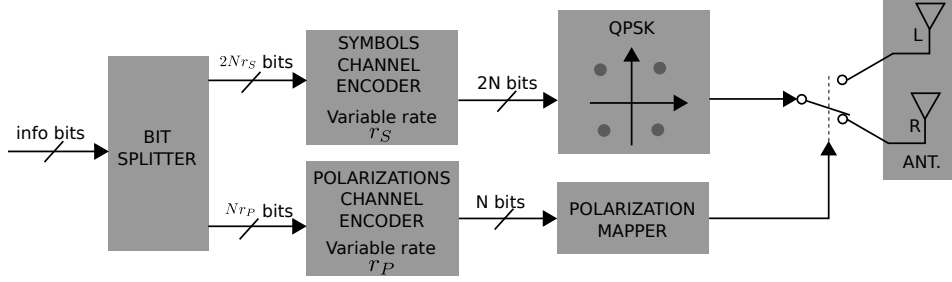 info bits
BIT
SPLITTER
2Nr_S bits
Nr_P bits
SYMBOLS
CHANNEL
ENCODER
Variable rate
r_S
POLARIZATIONS
CHANNEL
ENCODER
Variable rate
r_P
2N bits
N bits
QPSK
POLARIZATION
MAPPER
L
R
ANT.